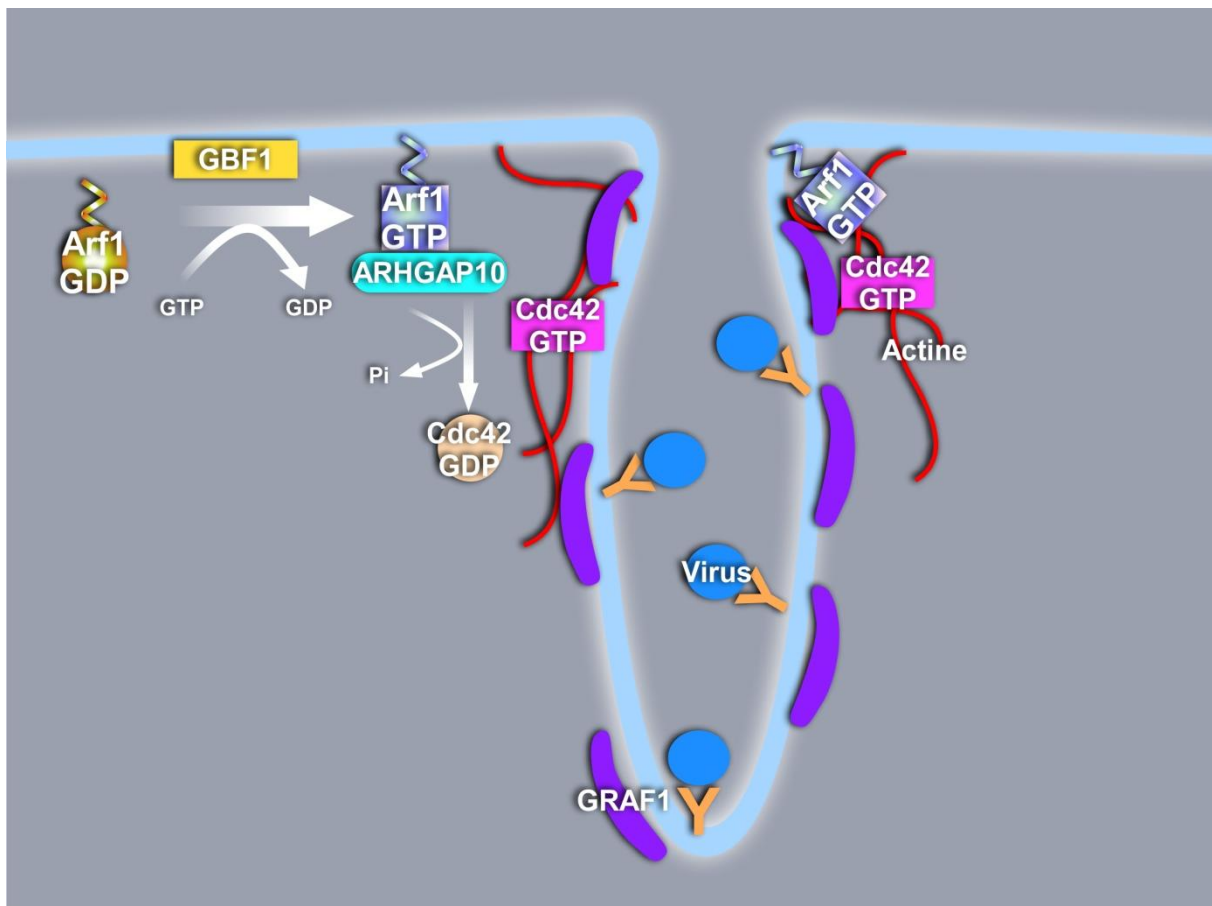 GBF1
Arf1
GDP
GTP
GDP
Arf1
GTP
ARHGAP10
Pi
Cdc42
GDP
Cdc42
GTP
Arf1
GTP
Cdc42
GTP
Actine
Virus
GRAF1